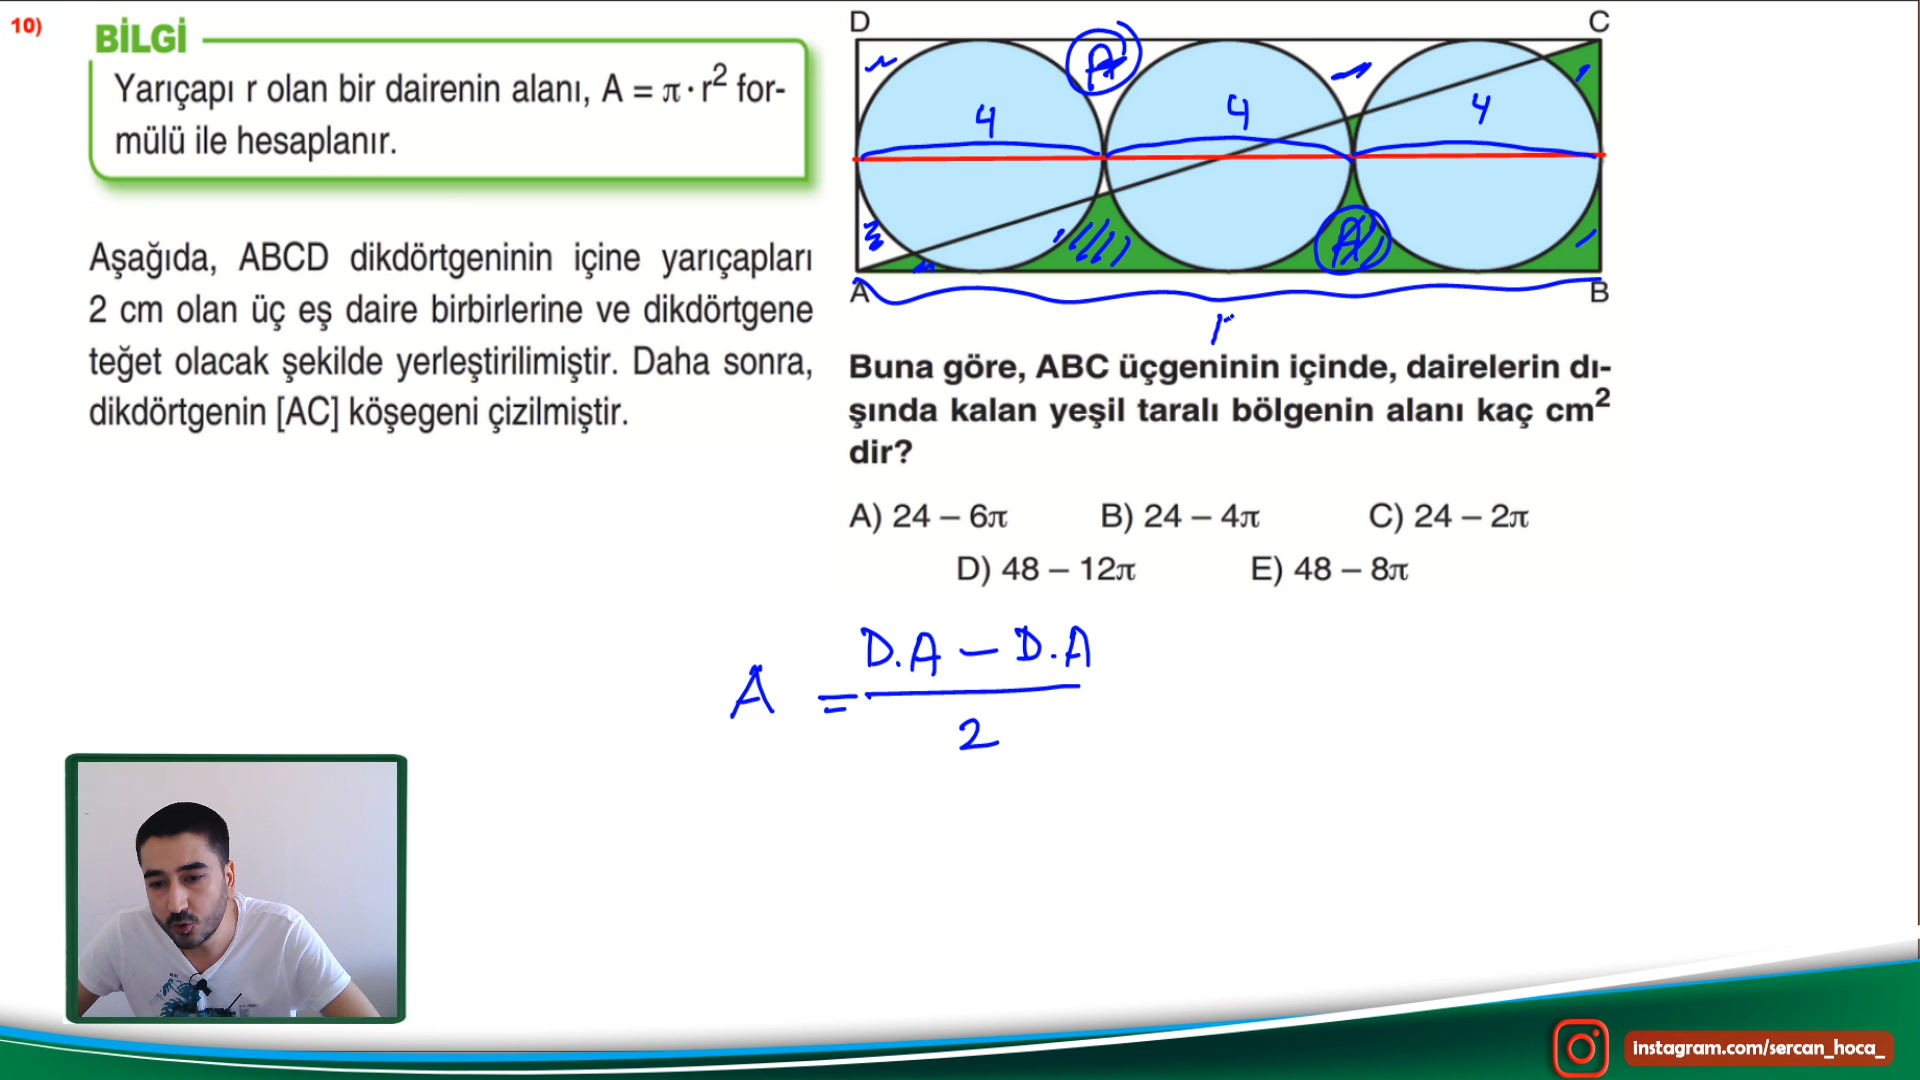 10)
BİLGİ
Yarıçapı r olan bir dairenin alanı, A = π · r² for-
mülü ile hesaplanır.
Aşağıda, ABCD dikdörtgeninin içine yarıçapları
2 cm olan üç eş daire birbirlerine ve dikdörtgene
teğet olacak şekilde yerleştirilimiştir. Daha sonra,
dikdörtgenin [AC] köşegeni çizilmiştir.
D C
A
4 4 4
A
A B
Buna göre, ABC üçgeninin içinde, dairelerin dı-
şında kalan yeşil taralı bölgenin alanı kaç cm²
dir?
A) 24 – 6π B) 24 – 4π C) 24 – 2π
D) 48 – 12π E) 48 – 8π
A = D.A – D.A
2
instagram.com/sercan_hoca_